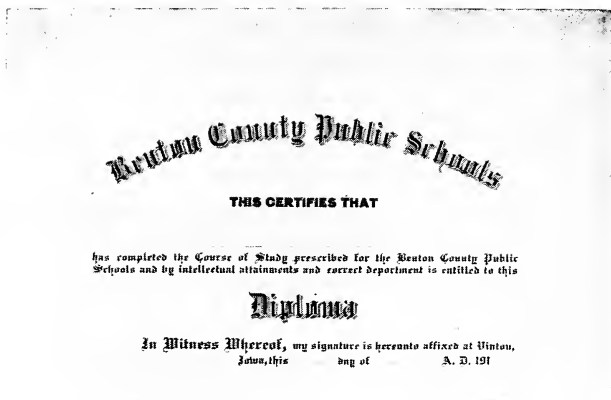 Benton County Public Schools
THIS CERTIFIES THAT
has completed the Course of Study prescribed for the Benton County Public
Schools and by intellectual attainments and correct deportment is entitled to this
Diploma
In Witness Whereof, my signature is hereunto affixed at Vinton,
Iowa, this day of A. D. 191